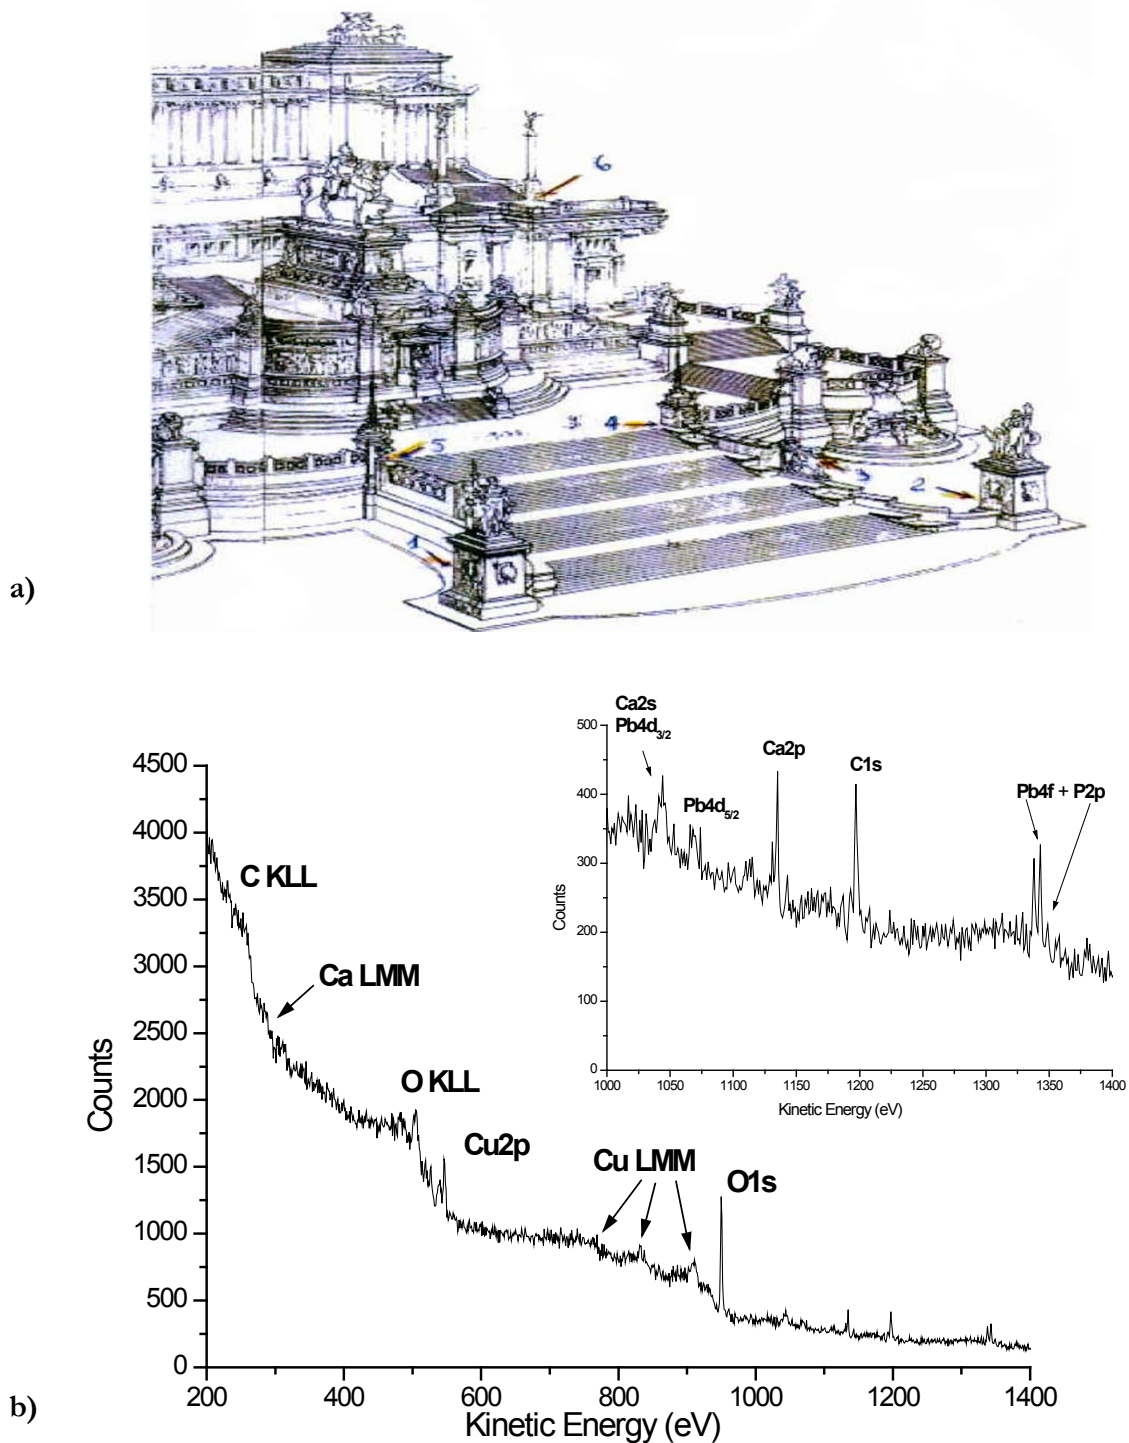 6
5
3
4
3
2
1
a)
Ca2s
Pb4d3/2
Pb4d5/2
Ca2p
C1s
Pb4f + P2p
500
400
300
200
100
0
Counts
1000 1050 1100 1150 1200 1250 1300 1350 1400
Kinetic Energy (eV)
4500
4000
3500
3000
2500
2000
1500
1000
500
0
Counts
C KLL
Ca LMM
O KLL
Cu2p
Cu LMM
O1s
200 400 600 800 1000 1200 1400
Kinetic Energy (eV)
b)